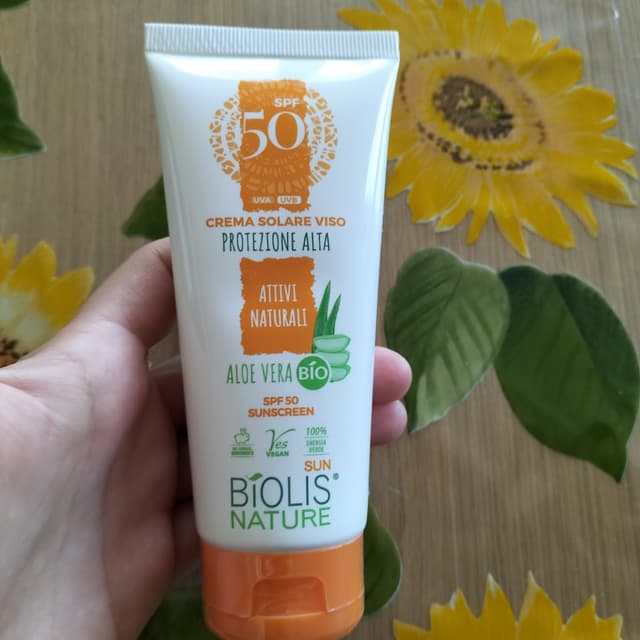 SPF
50
UVA UVB
CREMA SOLARE VISO
PROTEZIONE ALTA
ATTIVI
NATURALI
ALOE VERA BIO
SPF 50
SUNSCREEN
Yes
VEGAN
100%
ENERGIA
VERDE
SUN
BIOLIS®
NATURE